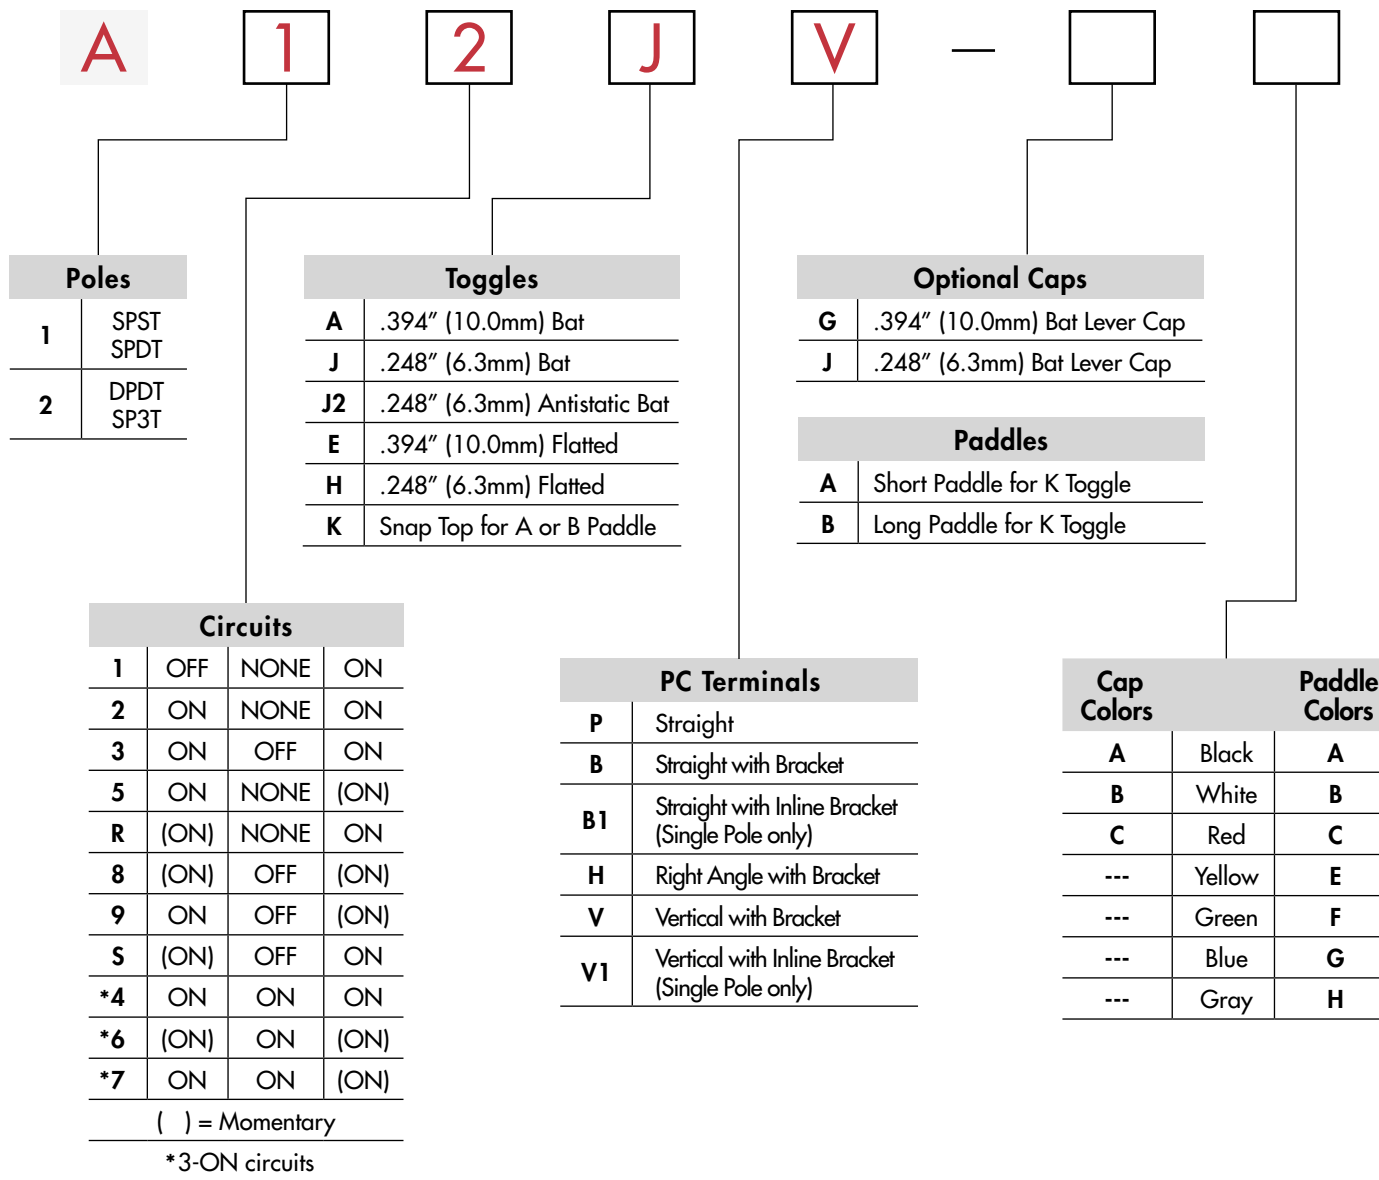 A 1 2 J V —
Poles
1 SPST SPDT
2 DPDT SP3T
Toggles
A .394” (10.0mm) Bat
J .248” (6.3mm) Bat
J2 .248” (6.3mm) Antistatic Bat
E .394” (10.0mm) Flatted
H .248” (6.3mm) Flatted
K Snap Top for A or B Paddle
Optional Caps
G .394” (10.0mm) Bat Lever Cap
J .248” (6.3mm) Bat Lever Cap
Paddles
A Short Paddle for K Toggle
B Long Paddle for K Toggle
Circuits
1 OFF NONE ON
2 ON NONE ON
3 ON OFF ON
5 ON NONE (ON)
R (ON) NONE ON
8 (ON) OFF (ON)
9 ON OFF (ON)
S (ON) OFF ON
*4 ON ON ON
*6 (ON) ON (ON)
*7 ON ON (ON)
( ) = Momentary
*3-ON circuits
PC Terminals
P Straight
B Straight with Bracket
B1 Straight with Inline Bracket
(Single Pole only)
H Right Angle with Bracket
V Vertical with Bracket
V1 Vertical with Inline Bracket
(Single Pole only)
Cap Colors Paddle Colors
A Black A
B White B
C Red C
--- Yellow E
--- Green F
--- Blue G
--- Gray H